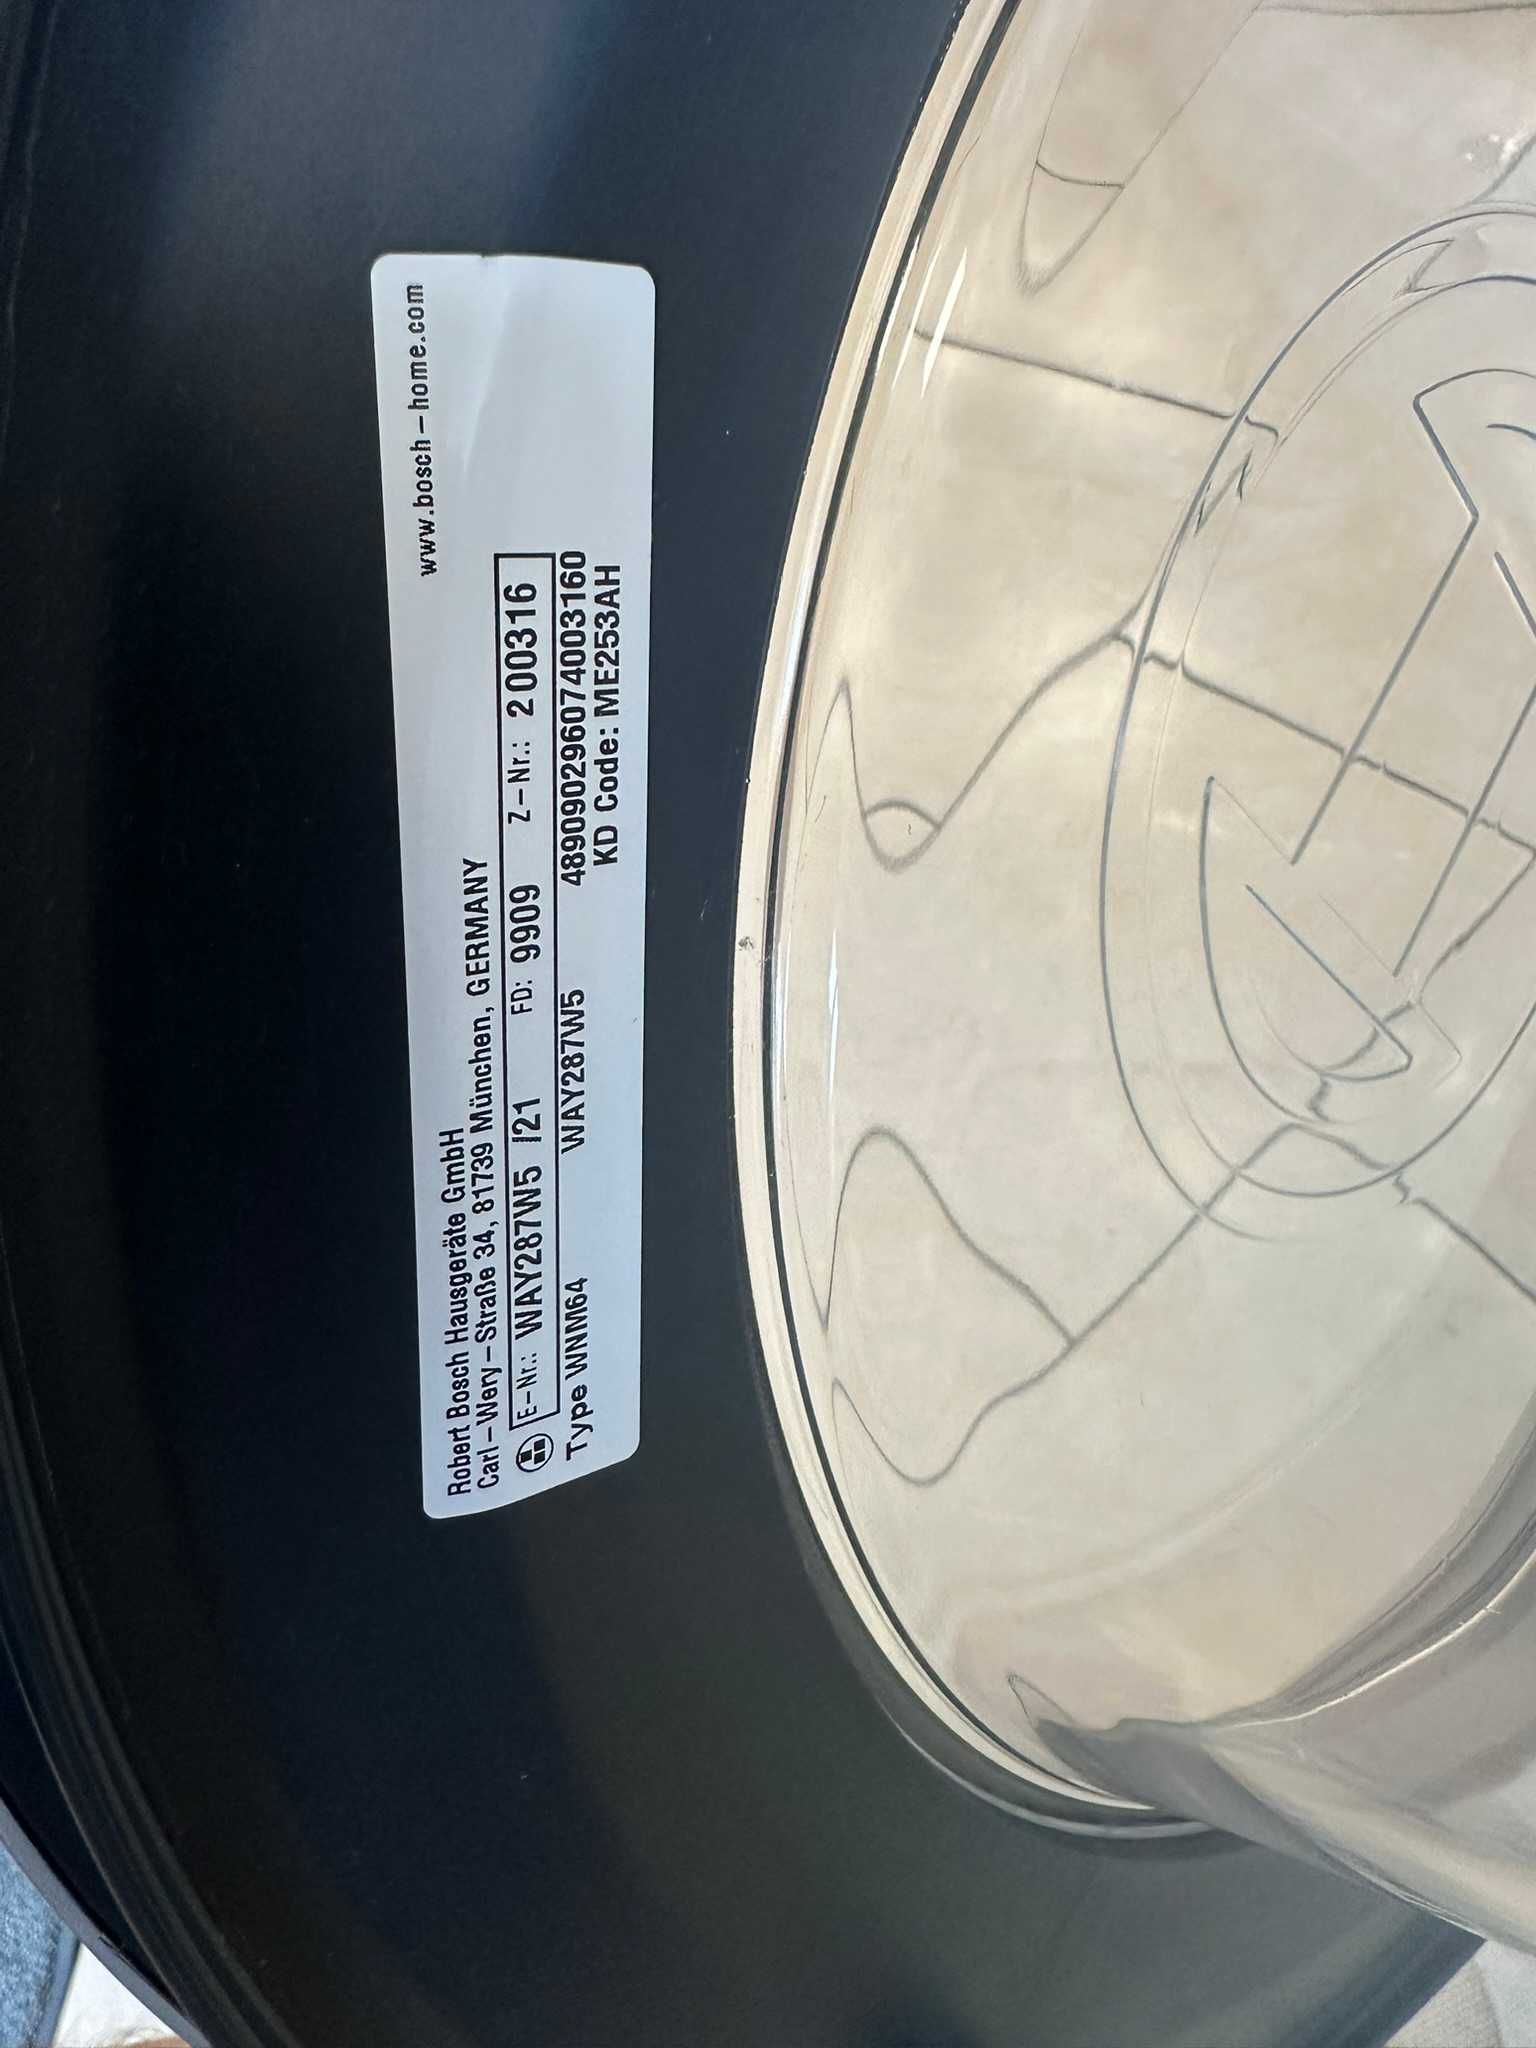 www.bosch-home.com
Robert Bosch Hausgeräte GmbH
Carl-Wery-Straße 34, 81739 München, GERMANY
E-Nr.: WAY287W5 /21 FD: 9909 Z-Nr.: 200316
Type WNM64 WAY287W5 489090296074003160
KD Code: ME253AH